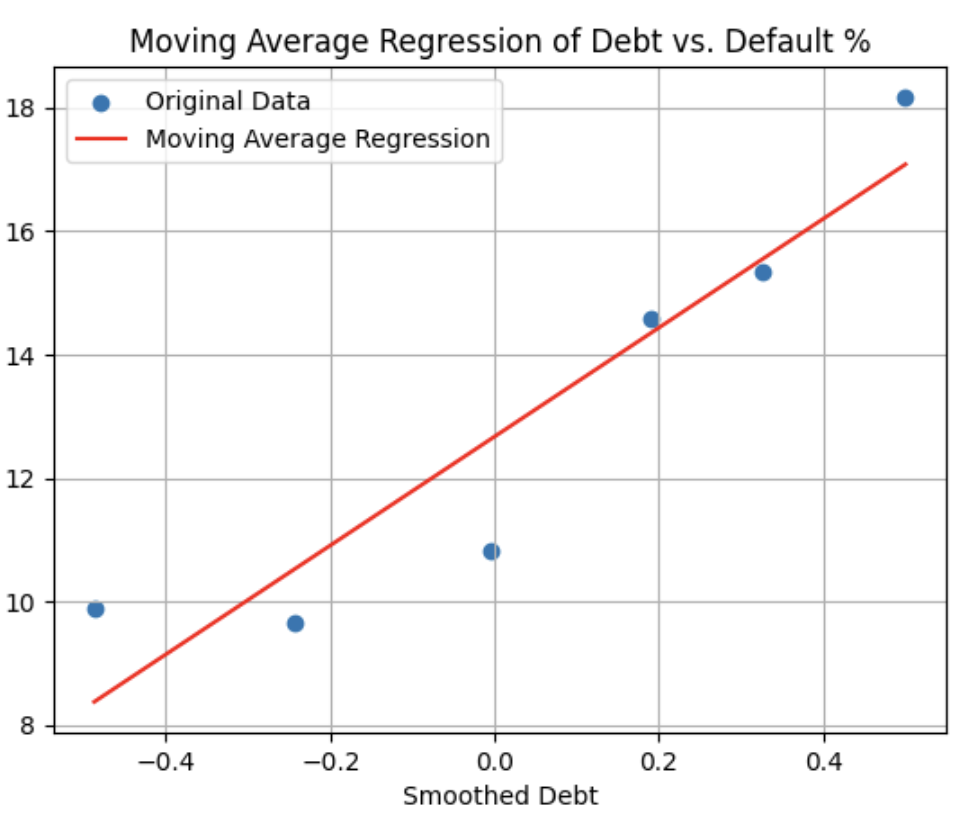 Moving Average Regression of Debt vs. Default %
Original Data
Moving Average Regression
18
16
14
12
10
8
−0.4 −0.2 0.0 0.2 0.4
Smoothed Debt